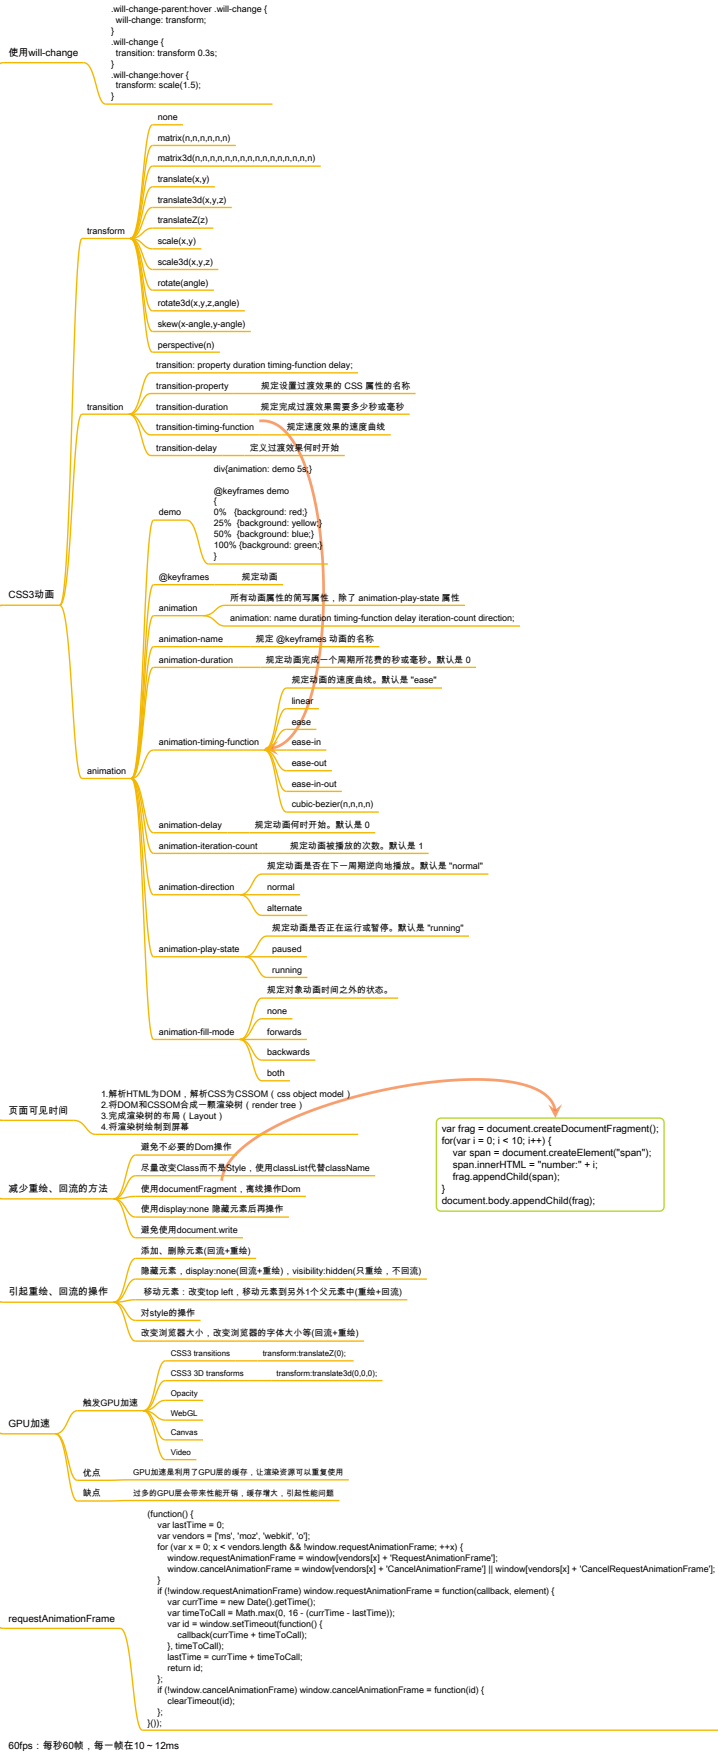 使用will-change
.will-change-parent:hover .will-change {
will-change: transform;
}
.will-change {
transition: transform 0.3s;
}
.will-change:hover {
transform: scale(1.5);
}
CSS3动画
transform
none
matrix(n,n,n,n,n,n)
matrix3d(n,n,n,n,n,n,n,n,n,n,n,n,n,n,n,n)
translate(x,y)
translate3d(x,y,z)
translateZ(z)
scale(x,y)
scale3d(x,y,z)
rotate(angle)
rotate3d(x,y,z,angle)
skew(x-angle,y-angle)
perspective(n)
transition
transition: property duration timing-function delay;
transition-property 规定设置过渡效果的 CSS 属性的名称
transition-duration 规定完成过渡效果需要多少秒或毫秒
transition-timing-function 规定速度效果的速度曲线
transition-delay 定义过渡效果何时开始
animation
demo
div{animation: demo 5s;}
@keyframes demo
{
0% {background: red;}
25% {background: yellow;}
50% {background: blue;}
100% {background: green;}
}
@keyframes 规定动画
animation
所有动画属性的简写属性，除了 animation-play-state 属性
animation: name duration timing-function delay iteration-count direction;
animation-name 规定 @keyframes 动画的名称
animation-duration 规定动画完成一个周期所花费的秒或毫秒。默认是 0
animation-timing-function
规定动画的速度曲线。默认是 "ease"
linear
ease
ease-in
ease-out
ease-in-out
cubic-bezier(n,n,n,n)
animation-delay 规定动画何时开始。默认是 0
animation-iteration-count 规定动画被播放的次数。默认是 1
animation-direction
规定动画是否在下一周期逆向地播放。默认是 "normal"
normal
alternate
animation-play-state
规定动画是否正在运行或暂停。默认是 "running"
paused
running
animation-fill-mode
规定对象动画时间之外的状态。
none
forwards
backwards
both
页面可见时间
1.解析HTML为DOM，解析CSS为CSSOM（css object model）
2.将DOM和CSSOM合成一颗渲染树（render tree）
3.完成渲染树的布局（Layout）
4.将渲染树绘制到屏幕
减少重绘、回流的方法
避免不必要的Dom操作
尽量改变Class而不是Style，使用classList代替className
使用documentFragment，离线操作Dom
var frag = document.createDocumentFragment();
for(var i = 0; i < 10; i++) {
var span = document.createElement("span");
span.innerHTML = "number:" + i;
frag.appendChild(span);
}
document.body.appendChild(frag);
使用display:none 隐藏元素后再操作
避免使用document.write
引起重绘、回流的操作
添加、删除元素(回流+重绘)
隐藏元素，display:none(回流+重绘)，visibility:hidden(只重绘，不回流)
移动元素：改变top left，移动元素到另外1个父元素中(重绘+回流)
对style的操作
改变浏览器大小，改变浏览器的字体大小等(回流+重绘)
GPU加速
触发GPU加速
CSS3 transitions transform:translateZ(0);
CSS3 3D transforms transform:translate3d(0,0,0);
Opacity
WebGL
Canvas
Video
优点 GPU加速是利用了GPU层的缓存，让渲染资源可以重复使用
缺点 过多的GPU层会带来性能开销，缓存增大，引起性能问题
requestAnimationFrame
(function() {
var lastTime = 0;
var vendors = ['ms', 'moz', 'webkit', 'o'];
for (var x = 0; x < vendors.length && !window.requestAnimationFrame; ++x) {
window.requestAnimationFrame = window[vendors[x] + 'RequestAnimationFrame'];
window.cancelAnimationFrame = window[vendors[x] + 'CancelAnimationFrame'] || window[vendors[x] + 'CancelRequestAnimationFrame'];
}
if (!window.requestAnimationFrame) window.requestAnimationFrame = function(callback, element) {
var currTime = new Date().getTime();
var timeToCall = Math.max(0, 16 - (currTime - lastTime));
var id = window.setTimeout(function() {
callback(currTime + timeToCall);
}, timeToCall);
lastTime = currTime + timeToCall;
return id;
};
if (!window.cancelAnimationFrame) window.cancelAnimationFrame = function(id) {
clearTimeout(id);
};
}());
60fps：每秒60帧，每一帧在10 ~ 12ms